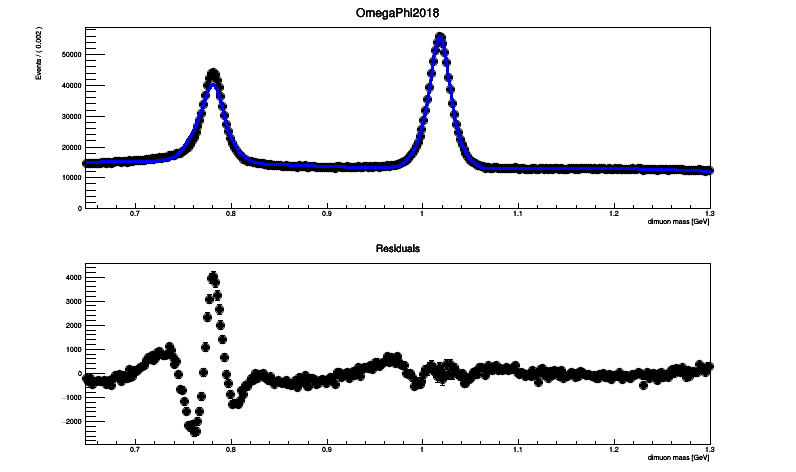 OmegaPhi2018
Events / ( 0.002 )
50000
40000
30000
20000
10000
0
0.7 0.8 0.9 1 1.1 1.2 1.3
dimuon mass [GeV]
Residuals
4000
3000
2000
1000
0
−1000
−2000
0.7 0.8 0.9 1 1.1 1.2 1.3
dimuon mass [GeV]